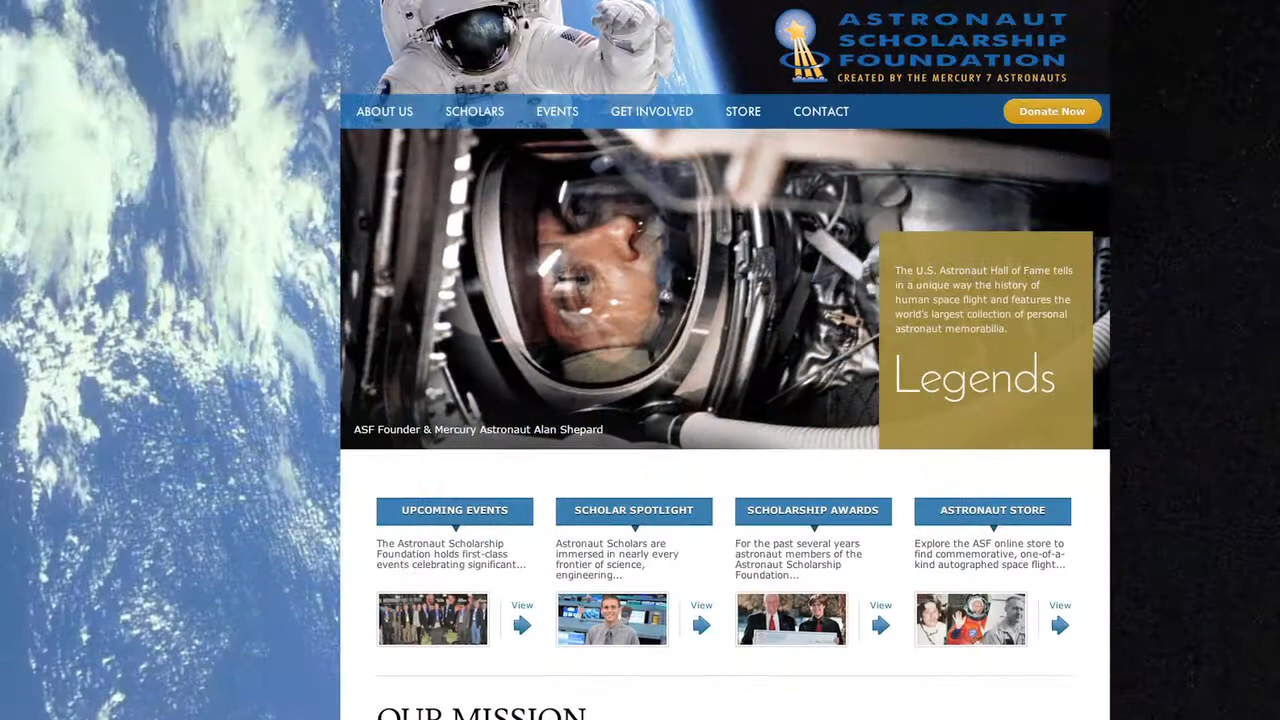 ASTRONAUT
SCHOLARSHIP
FOUNDATION
CREATED BY THE MERCURY 7 ASTRONAUTS
ABOUT US SCHOLARS EVENTS GET INVOLVED STORE CONTACT Donate Now
The U.S. Astronaut Hall of Fame tells
in a unique way the history of
human space flight and features the
world's largest collection of personal
astronaut memorabilia.
Legends
ASF Founder & Mercury Astronaut Alan Shepard
UPCOMING EVENTS
The Astronaut Scholarship
Foundation holds first-class
events celebrating significant...
View
SCHOLAR SPOTLIGHT
Astronaut Scholars are
immersed in nearly every
frontier of science,
engineering...
View
SCHOLARSHIP AWARDS
For the past several years
astronaut members of the
Astronaut Scholarship
Foundation...
View
ASTRONAUT STORE
Explore the ASF online store to
find commemorative, one-of-a-
kind autographed space flight...
View
OUR MISSION